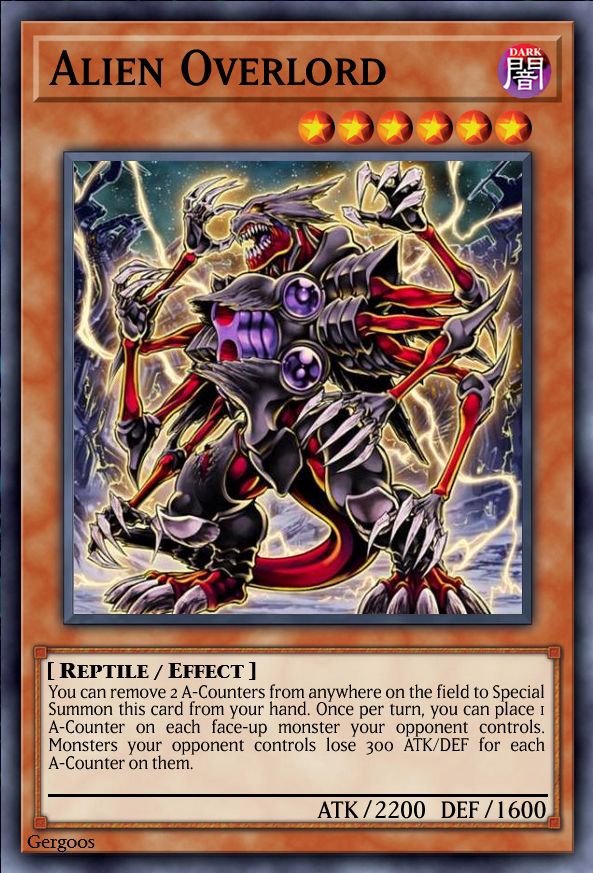 Alien Overlord
DARK
闇
[ Reptile / Effect ]
You can remove 2 A-Counters from anywhere on the field to Special
Summon this card from your hand. Once per turn, you can place 1
A-Counter on each face-up monster your opponent controls.
Monsters your opponent controls lose 300 ATK/DEF for each
A-Counter on them.
ATK/2200 DEF/1600
Gergoos